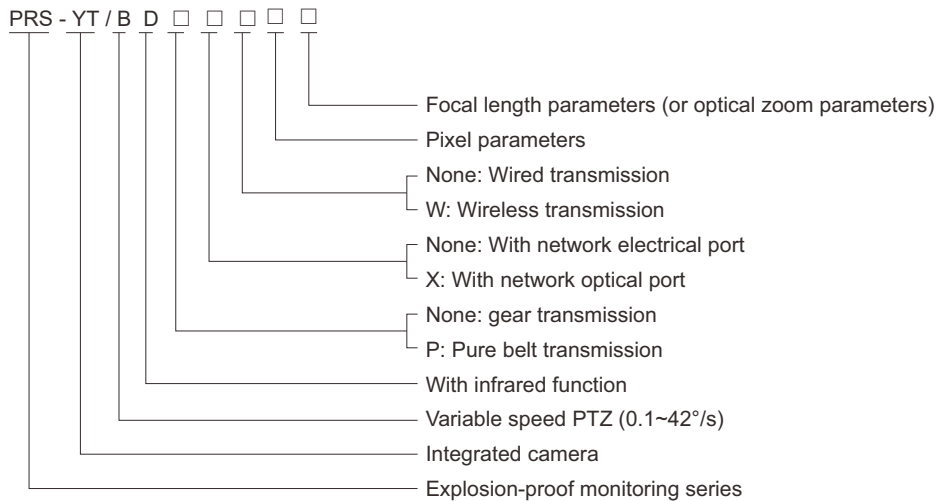 PRS - YT / B D □ □ □ □ □
Focal length parameters (or optical zoom parameters)
Pixel parameters
None: Wired transmission
W: Wireless transmission
None: With network electrical port
X: With network optical port
None: gear transmission
P: Pure belt transmission
With infrared function
Variable speed PTZ (0.1~42°/s)
Integrated camera
Explosion-proof monitoring series